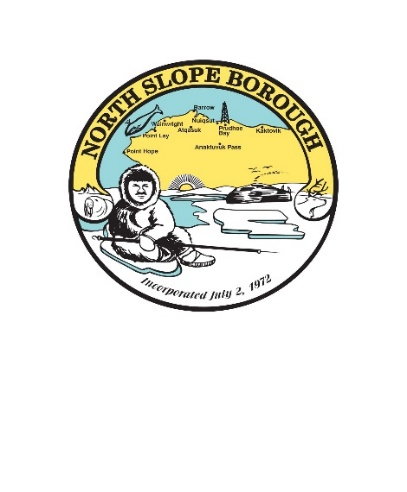 NORTH SLOPE BOROUGH
Barrow
Wainwright
Nuiqsut
Prudhoe
Bay
Point Lay
Atqasuk
Kaktovik
Point Hope
Anaktuvuk Pass
Incorporated July 2, 1972